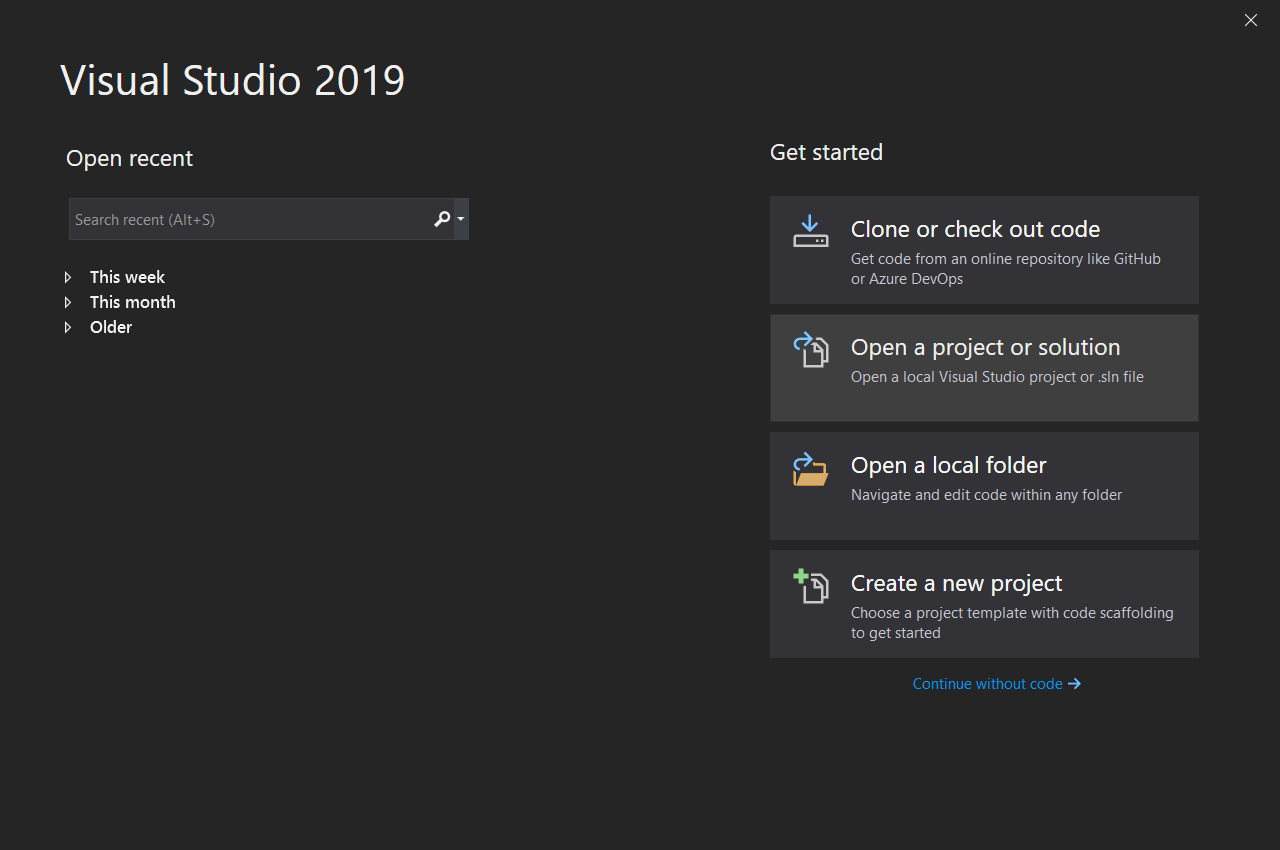 Visual Studio 2019
Open recent
Search recent (Alt+S)
This week
This month
Older
Get started
Clone or check out code
Get code from an online repository like GitHub
or Azure DevOps
Open a project or solution
Open a local Visual Studio project or .sln file
Open a local folder
Navigate and edit code within any folder
Create a new project
Choose a project template with code scaffolding
to get started
Continue without code